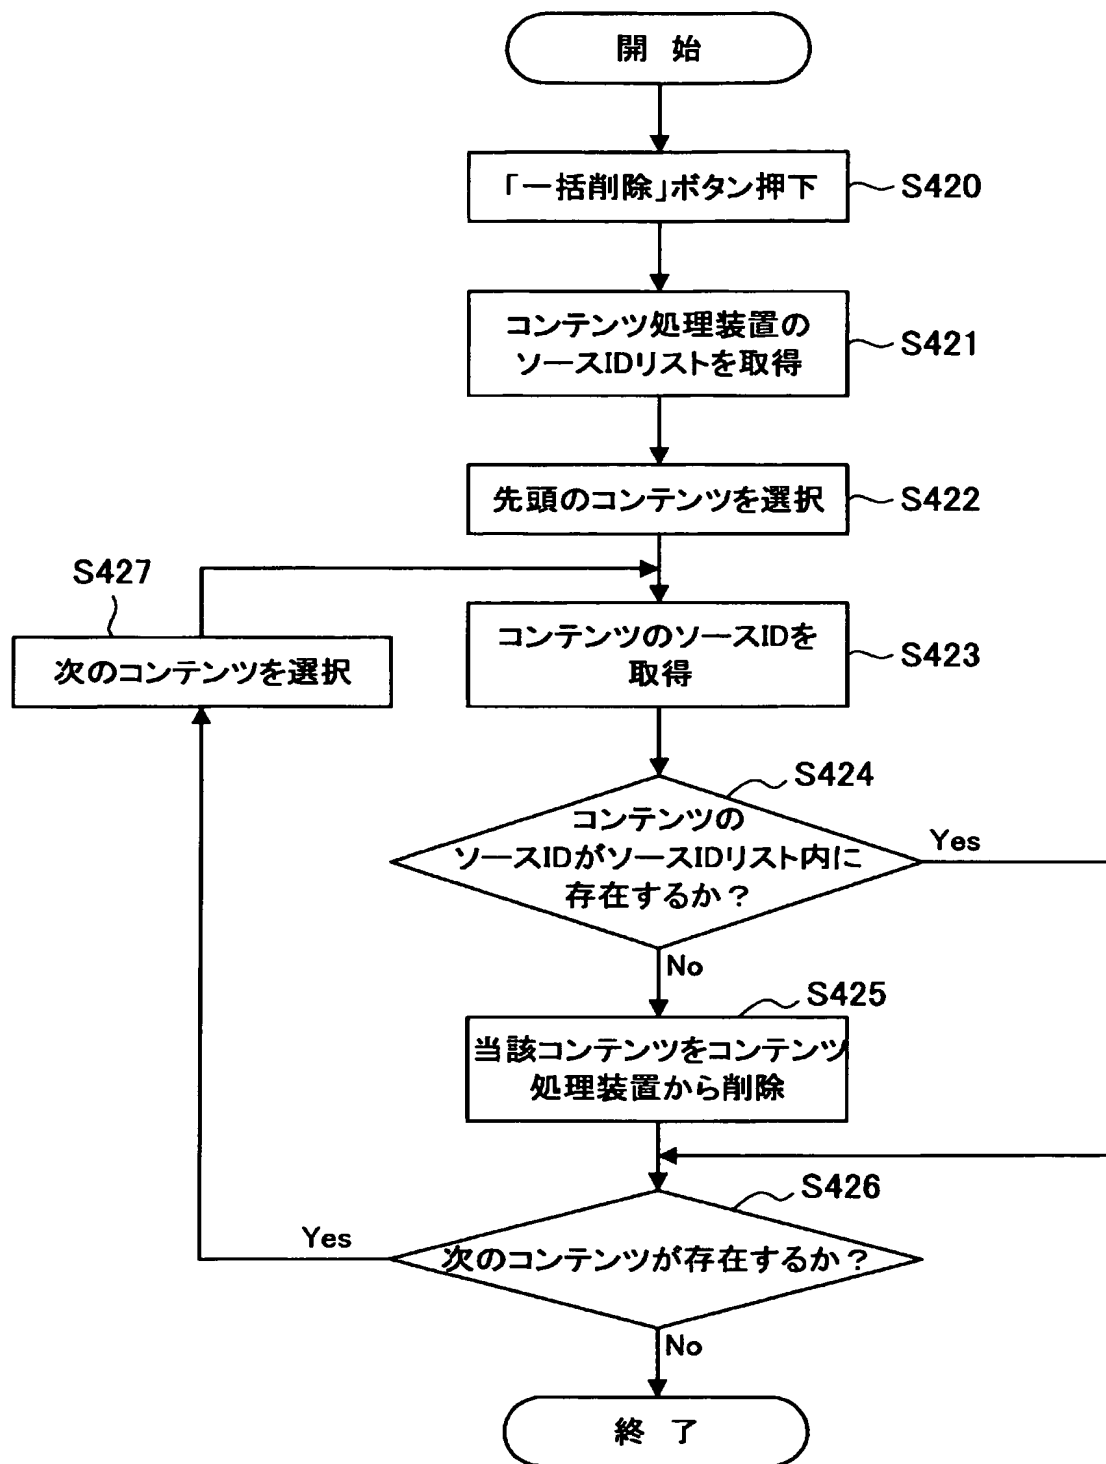 開 始
「一括削除」ボタン押下
S420
コンテンツ処理装置の
ソースIDリストを取得
S421
先頭のコンテンツを選択
S422
S427
次のコンテンツを選択
コンテンツのソースIDを
取得
S423
S424
コンテンツの
ソースIDがソースIDリスト内に
存在するか？
Yes
No
S425
当該コンテンツをコンテンツ
処理装置から削除
S426
次のコンテンツが存在するか？
Yes
No
終 了